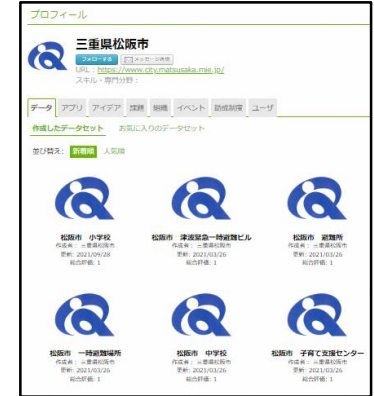 プロフィール
三重県松阪市
フォローする メッセージ送信
URL : https://www.city.matsusaka.mie.jp/
スキル・専門分野 :
データ アプリ アイデア 課題 組織 イベント 助成制度 ユーザ
作成したデータセット お気に入りのデータセット
並び替え: 新着順 人気順
松阪市 小学校 松阪市 津波緊急一時避難ビル 松阪市 避難所
作成者 : 三重県松阪市 作成者 : 三重県松阪市 作成者 : 三重県松阪市
更新: 2021/09/28 更新: 2021/03/26 更新: 2021/03/26
総合評価: 1 総合評価: 1 総合評価: 1
松阪市 一時避難場所 松阪市 中学校 松阪市 子育て支援センター
作成者 : 三重県松阪市 作成者 : 三重県松阪市 作成者 : 三重県松阪市
更新: 2021/03/26 更新: 2021/03/26 更新: 2021/03/26
総合評価: 1 総合評価: 1 総合評価: 1